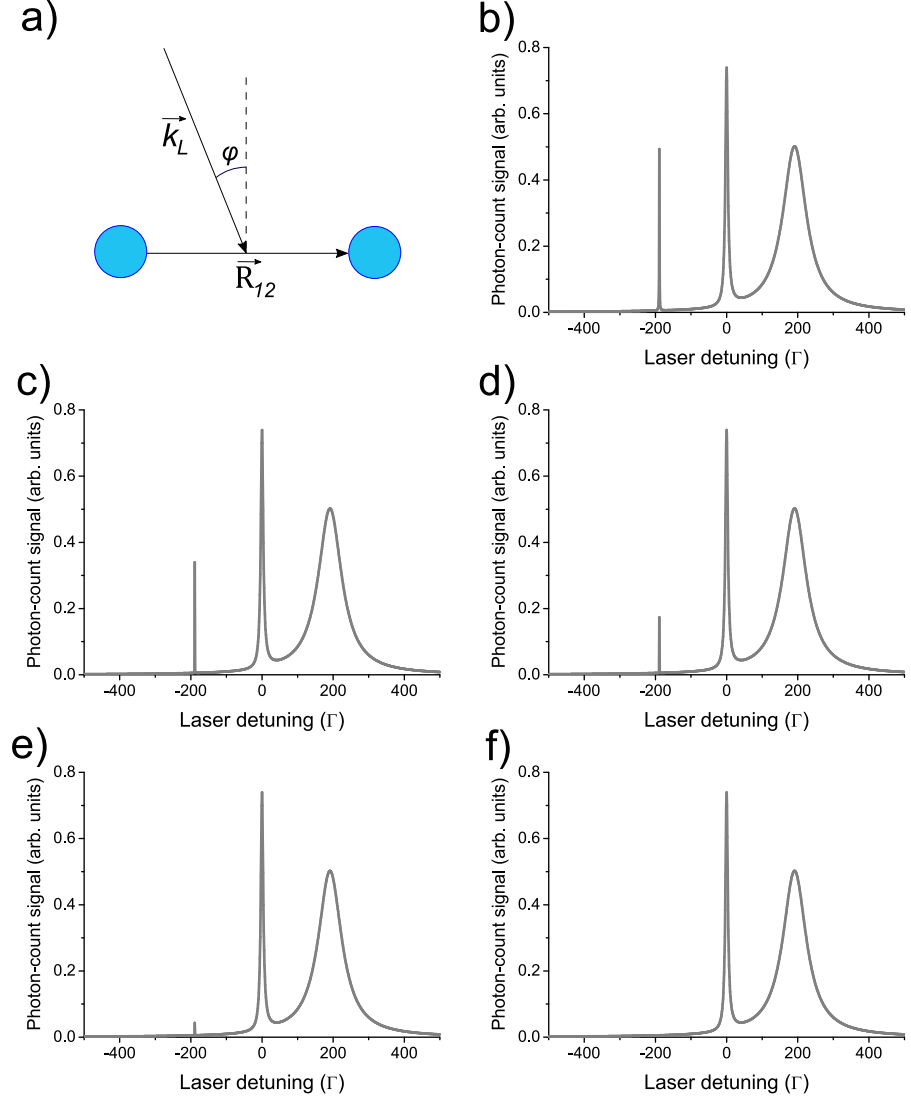 a)
k_L
φ
R_12
b)
Photon-count signal (arb. units)
0.8
0.6
0.4
0.2
0.0
-400 -200 0 200 400
Laser detuning (Γ)
c)
Photon-count signal (arb. units)
0.8
0.6
0.4
0.2
0.0
-400 -200 0 200 400
Laser detuning (Γ)
d)
Photon-count signal (arb. units)
0.8
0.6
0.4
0.2
0.0
-400 -200 0 200 400
Laser detuning (Γ)
e)
Photon-count signal (arb. units)
0.8
0.6
0.4
0.2
0.0
-400 -200 0 200 400
Laser detuning (Γ)
f)
Photon-count signal (arb. units)
0.8
0.6
0.4
0.2
0.0
-400 -200 0 200 400
Laser detuning (Γ)